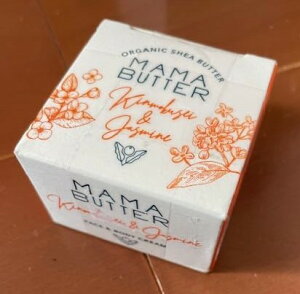 ORGANIC SHEA BUTTER
MAMA
BUTTER
Kinmokusei
&
Jasmine
MAMA
BUTTER
Kinmokusei & Jasmine
FACE & BODY CREAM